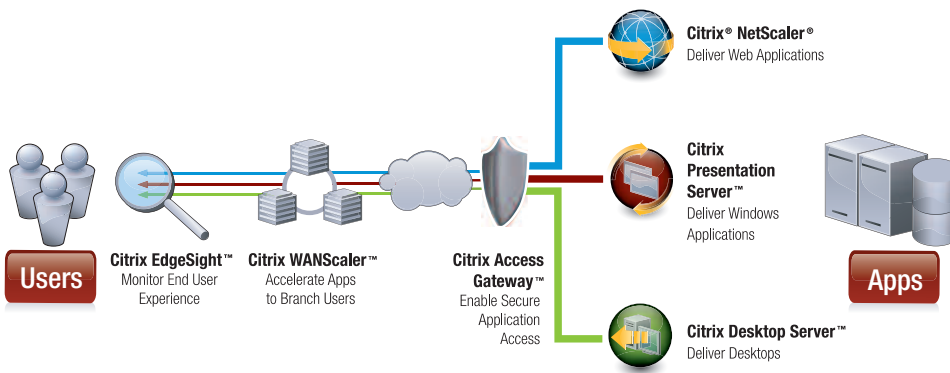 Users
Citrix EdgeSight™
Monitor End User
Experience
Citrix WANScaler™
Accelerate Apps
to Branch Users
Citrix Access
Gateway™
Enable Secure
Application
Access
Citrix® NetScaler®
Deliver Web Applications
Citrix
Presentation
Server™
Deliver Windows
Applications
Citrix Desktop Server™
Deliver Desktops
Apps